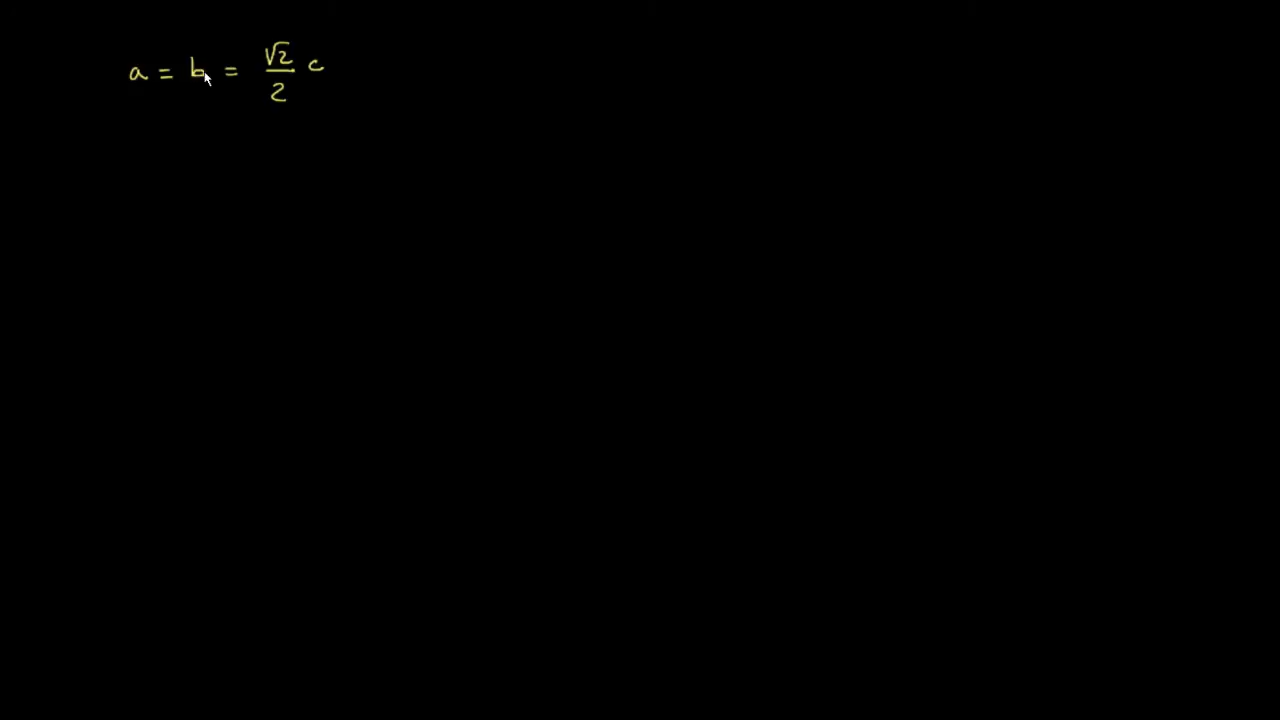 a = b = √2/2 c